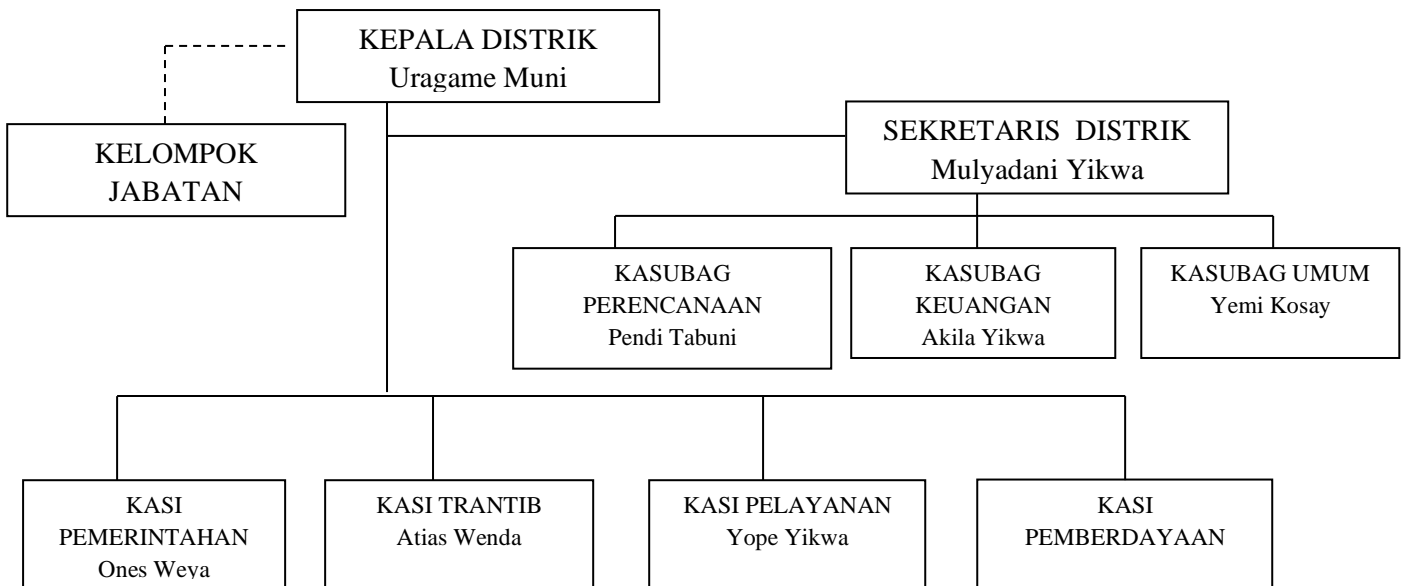 KEPALA DISTRIK
Uragame Muni
KELOMPOK
JABATAN
SEKRETARIS DISTRIK
Mulyadani Yikwa
KASUBAG
PERENCANAAN
Pendi Tabuni
KASUBAG
KEUANGAN
Akila Yikwa
KASUBAG UMUM
Yemi Kosay
KASI
PEMERINTAHAN
Ones Weya
KASI TRANTIB
Atias Wenda
KASI PELAYANAN
Yope Yikwa
KASI
PEMBERDAYAAN